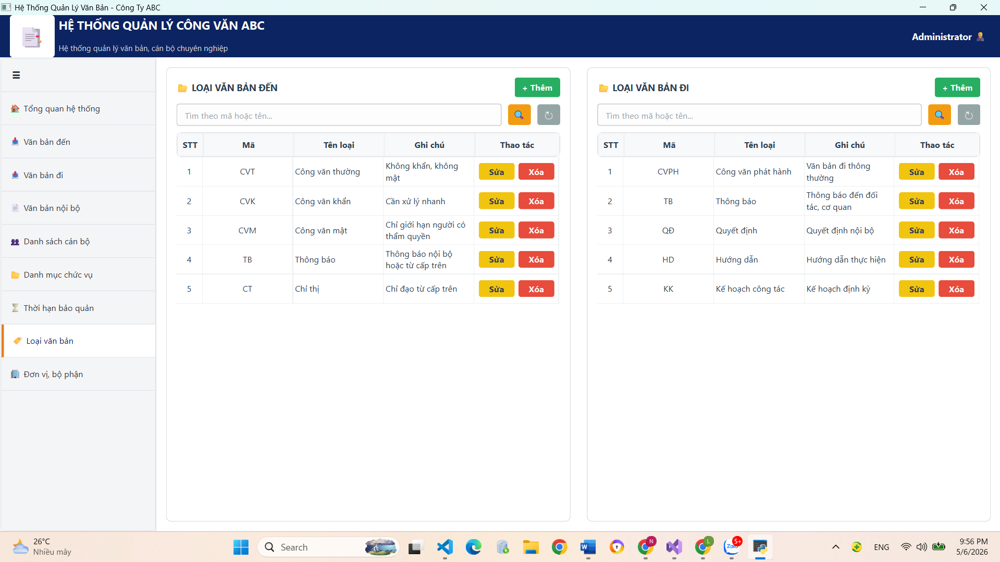 Hệ Thống Quản Lý Văn Bản - Công Ty ABC
HỆ THỐNG QUẢN LÝ CÔNG VĂN ABC
Hệ thống quản lý văn bản, cán bộ chuyên nghiệp
Administrator
Tổng quan hệ thống
Văn bản đến
Văn bản đi
Văn bản nội bộ
Danh sách cán bộ
Danh mục chức vụ
Thời hạn bảo quản
Loại văn bản
Đơn vị, bộ phận
LOẠI VĂN BẢN ĐẾN
+ Thêm
Tìm theo mã hoặc tên...
STT Mã Tên loại Ghi chú Thao tác
1 CVT Công văn thường Không khẩn, không mật Sửa Xóa
2 CVK Công văn khẩn Cần xử lý nhanh Sửa Xóa
3 CVM Công văn mật Chỉ giới hạn người có thẩm quyền Sửa Xóa
4 TB Thông báo Thông báo nội bộ hoặc từ cấp trên Sửa Xóa
5 CT Chỉ thị Chỉ đạo từ cấp trên Sửa Xóa
LOẠI VĂN BẢN ĐI
+ Thêm
Tìm theo mã hoặc tên...
STT Mã Tên loại Ghi chú Thao tác
1 CVPH Công văn phát hành Văn bản đi thông thường Sửa Xóa
2 TB Thông báo Thông báo đến đối tác, cơ quan Sửa Xóa
3 QĐ Quyết định Quyết định nội bộ Sửa Xóa
4 HD Hướng dẫn Hướng dẫn thực hiện Sửa Xóa
5 KK Kế hoạch công tác Kế hoạch định kỳ Sửa Xóa
26°C
Nhiều mây
Search
N
L
Zalo
5+
ENG
9:56 PM
5/6/2026